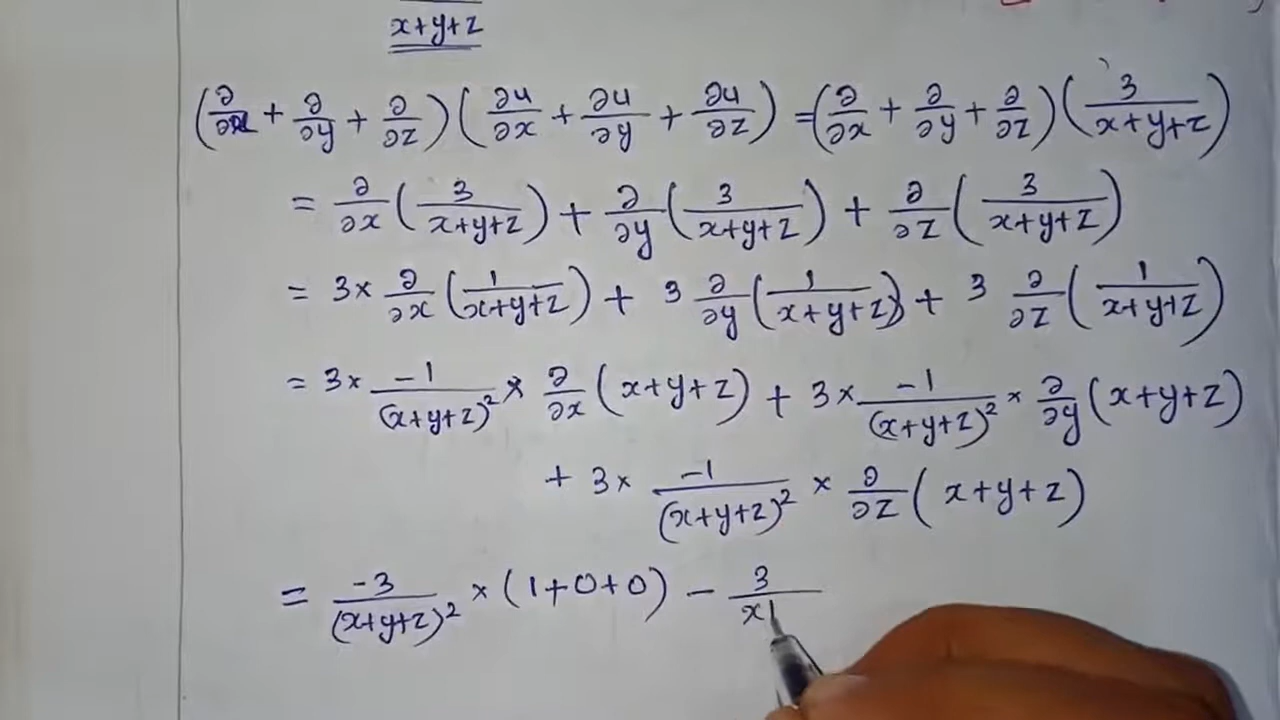 x+y+z
(∂/∂x + ∂/∂y + ∂/∂z)(∂u/∂x + ∂u/∂y + ∂u/∂z) = (∂/∂x + ∂/∂y + ∂/∂z)(3/(x+y+z))
= ∂/∂x(3/(x+y+z)) + ∂/∂y(3/(x+y+z)) + ∂/∂z(3/(x+y+z))
= 3× ∂/∂x(1/(x+y+z)) + 3 ∂/∂y(1/(x+y+z)) + 3 ∂/∂z(1/(x+y+z))
= 3× -1/(x+y+z)² × ∂/∂x(x+y+z) + 3× -1/(x+y+z)² × ∂/∂y(x+y+z)
+ 3× -1/(x+y+z)² × ∂/∂z(x+y+z)
= -3/(x+y+z)² × (1+0+0) - 3/x